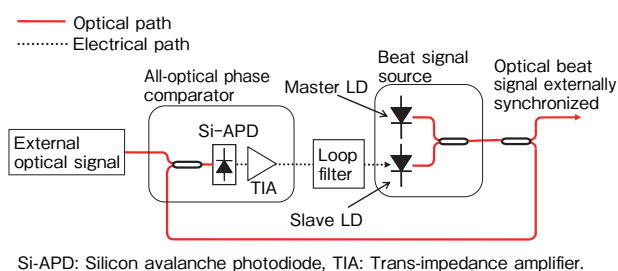 Optical path
Electrical path
All-optical phase
comparator
Si-APD
TIA
External
optical signal
Loop
filter
Beat signal
source
Master LD
Slave LD
Optical beat
signal externally
synchronized
Si-APD: Silicon avalanche photodiode, TIA: Trans-impedance amplifier.